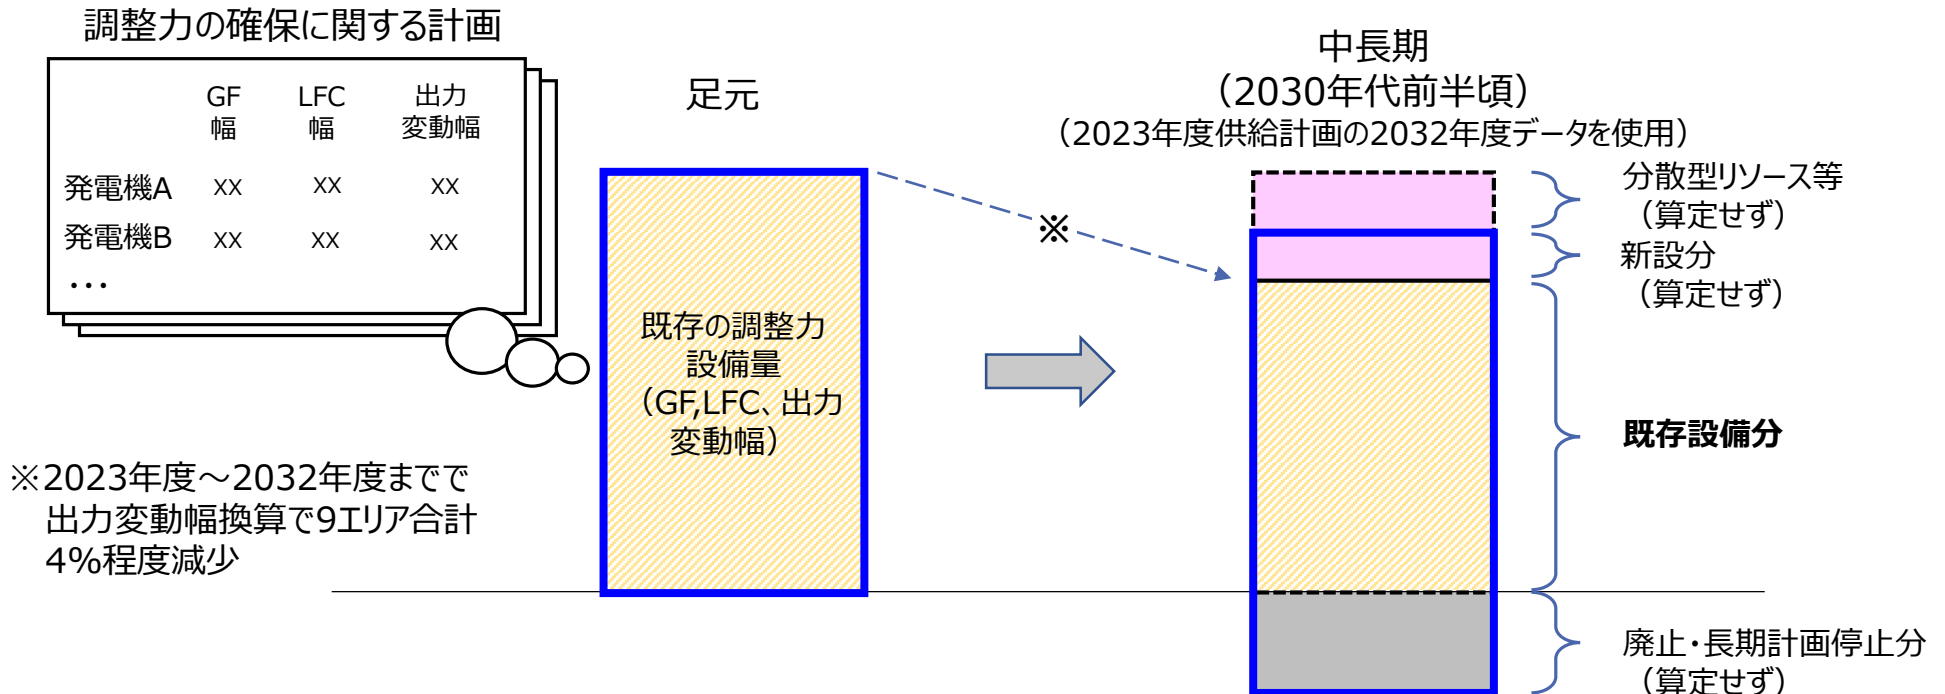 調整力の確保に関する計画
GF LFC 出力
幅 幅 変動幅
発電機A XX XX XX
発電機B XX XX XX
・・・
足元
既存の調整力
設備量
（GF,LFC、出力
変動幅）
※2023年度～2032年度までで
出力変動幅換算で9エリア合計
4%程度減少
中長期
（2030年代前半頃）
（2023年度供給計画の2032年度データを使用）
※
分散型リソース等
（算定せず）
新設分
（算定せず）
既存設備分
廃止・長期計画停止分
（算定せず）